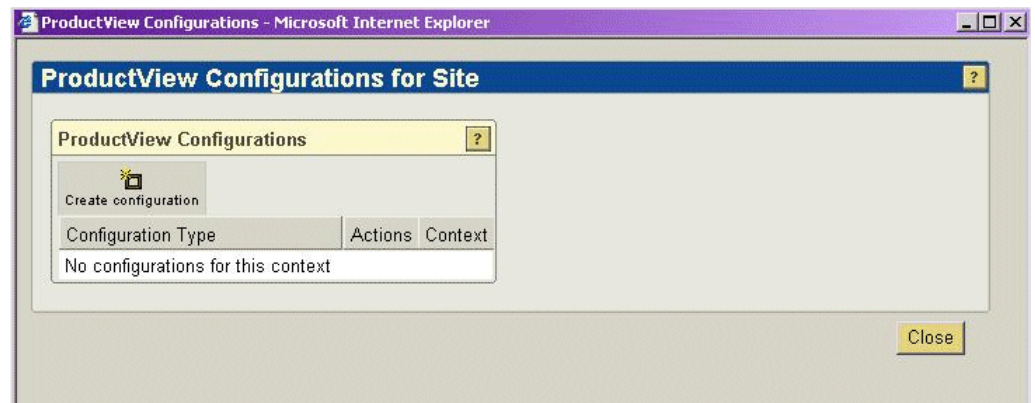 ProductView Configurations - Microsoft Internet Explorer
ProductView Configurations for Site
?
ProductView Configurations
?
Create configuration
Configuration Type Actions Context
No configurations for this context
Close